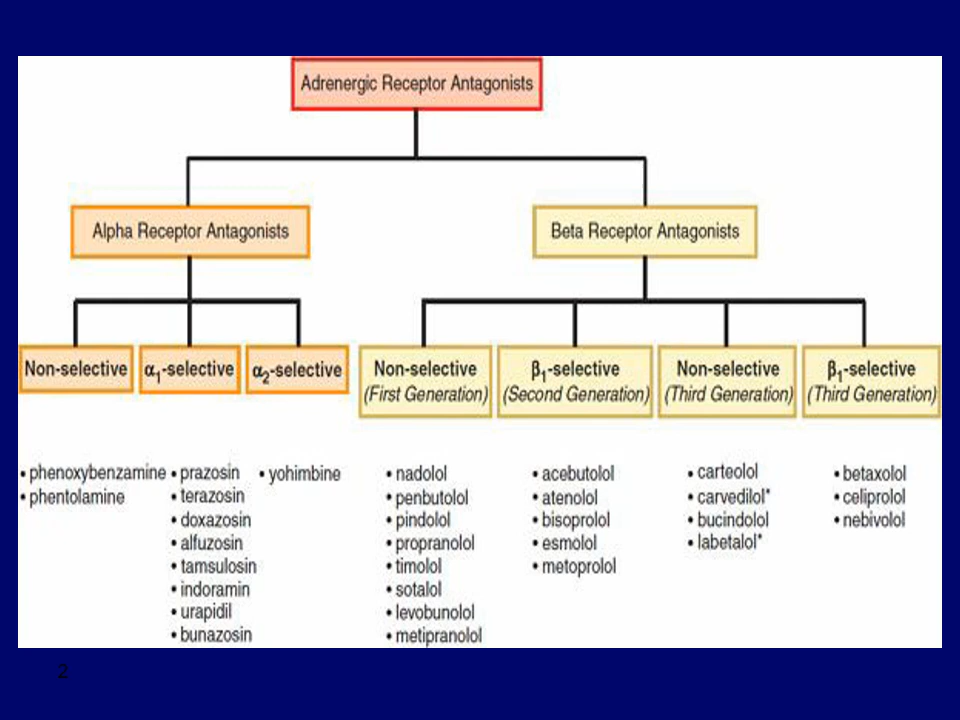 Adrenergic Receptor Antagonists
Alpha Receptor Antagonists
Beta Receptor Antagonists
Non-selective
α₁-selective
α₂-selective
Non-selective
(First Generation)
β₁-selective
(Second Generation)
Non-selective
(Third Generation)
β₁-selective
(Third Generation)
• phenoxybenzamine
• phentolamine
• prazosin
• terazosin
• doxazosin
• alfuzosin
• tamsulosin
• indoramin
• urapidil
• bunazosin
• yohimbine
• nadolol
• penbutolol
• pindolol
• propranolol
• timolol
• sotalol
• levobunolol
• metipranolol
• acebutolol
• atenolol
• bisoprolol
• esmolol
• metoprolol
• carteolol
• carvedilol*
• bucindolol
• labetalol*
• betaxolol
• celiprolol
• nebivolol
2